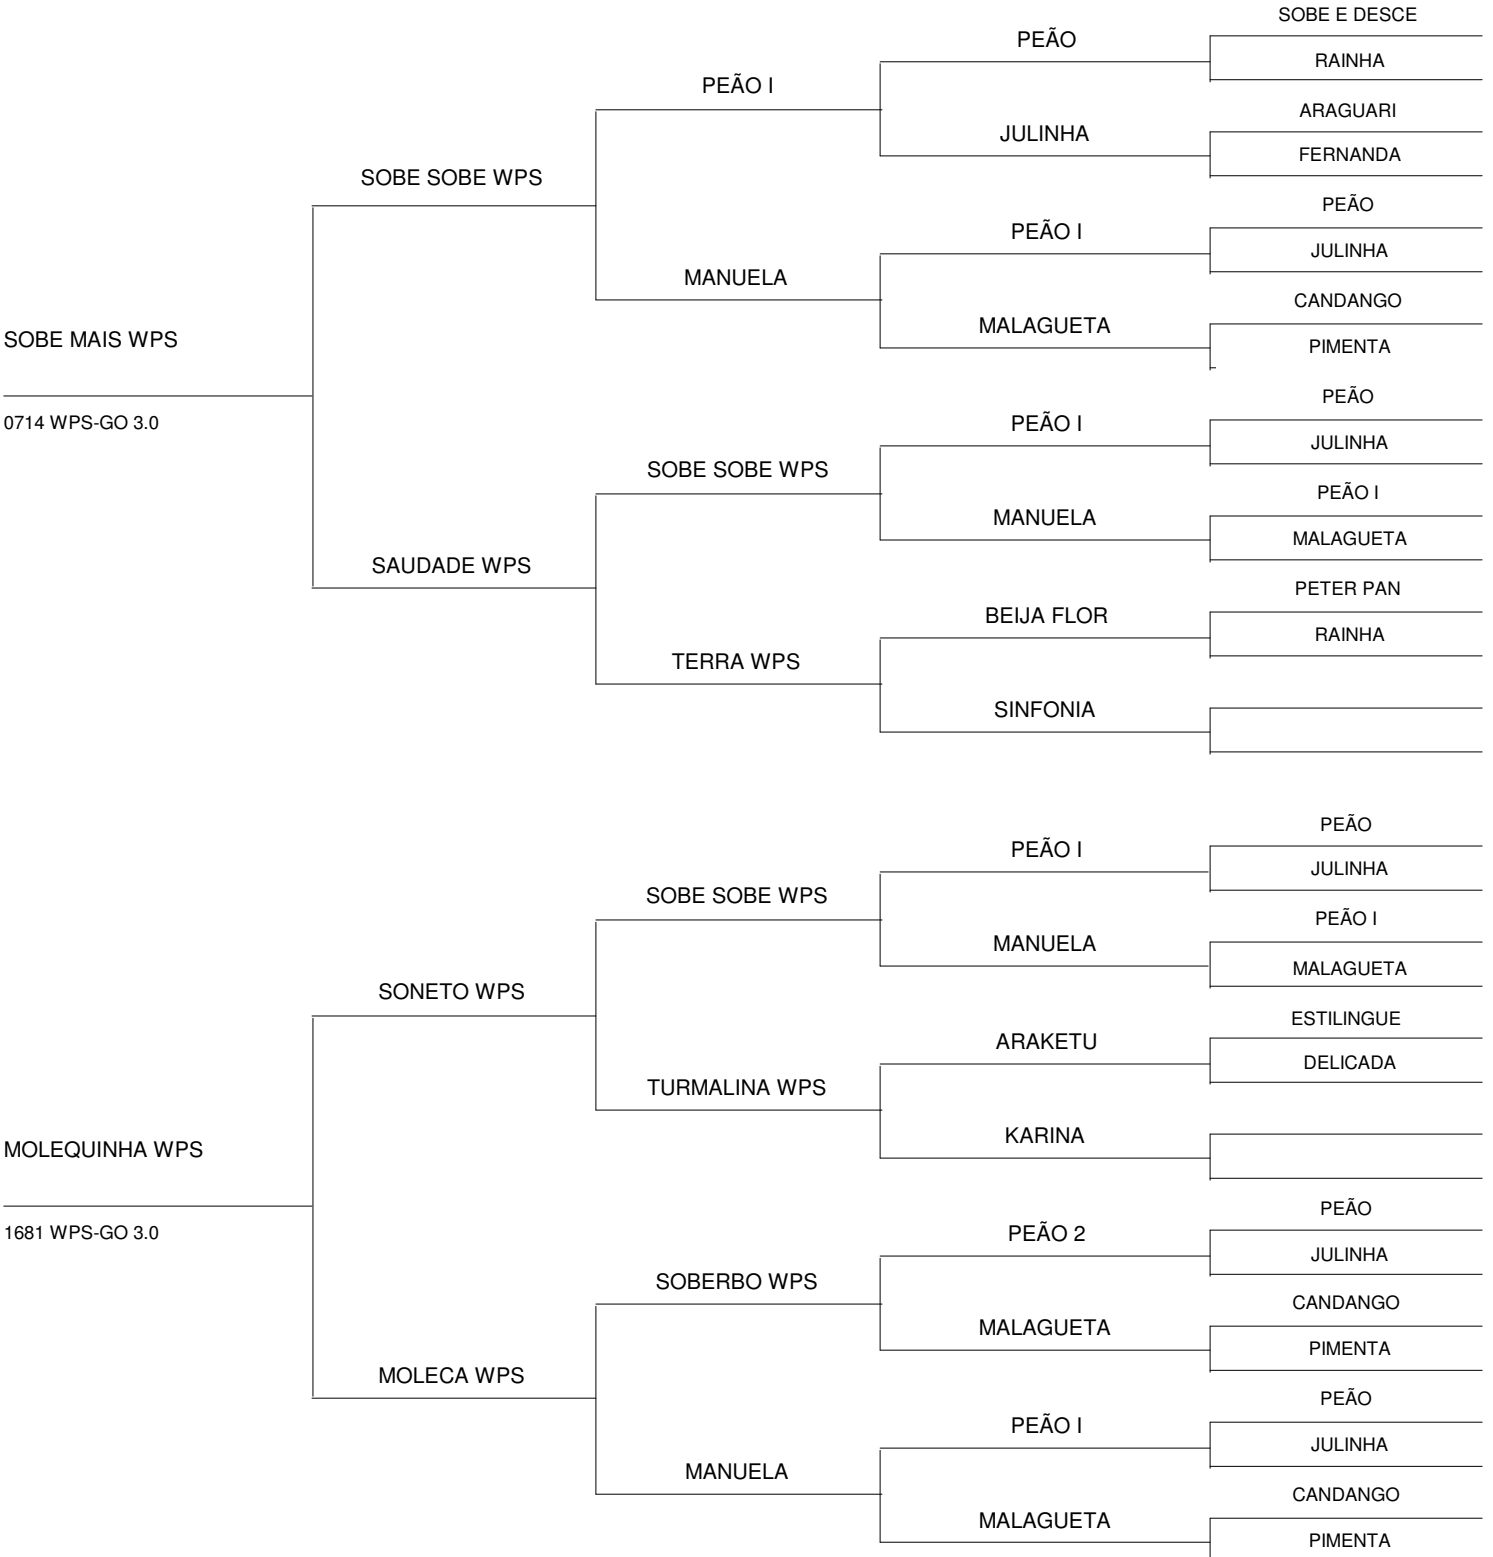 SOBE E DESCE
PEÃO
RAINHA
PEÃO I
ARAGUARI
JULINHA
FERNANDA
SOBE SOBE WPS
PEÃO
PEÃO I
JULINHA
MANUELA
CANDANGO
MALAGUETA
SOBE MAIS WPS
PIMENTA
PEÃO
0714 WPS-GO 3.0
PEÃO I
JULINHA
SOBE SOBE WPS
PEÃO I
MANUELA
MALAGUETA
SAUDADE WPS
PETER PAN
BEIJA FLOR
RAINHA
TERRA WPS
SINFONIA
PEÃO
PEÃO I
JULINHA
SOBE SOBE WPS
PEÃO I
MANUELA
MALAGUETA
SONETO WPS
ESTILINGUE
ARAKETU
DELICADA
TURMALINA WPS
KARINA
MOLEQUINHA WPS
PEÃO
1681 WPS-GO 3.0
PEÃO 2
JULINHA
SOBERBO WPS
CANDANGO
MALAGUETA
PIMENTA
MOLECA WPS
PEÃO
PEÃO I
JULINHA
MANUELA
CANDANGO
MALAGUETA
PIMENTA